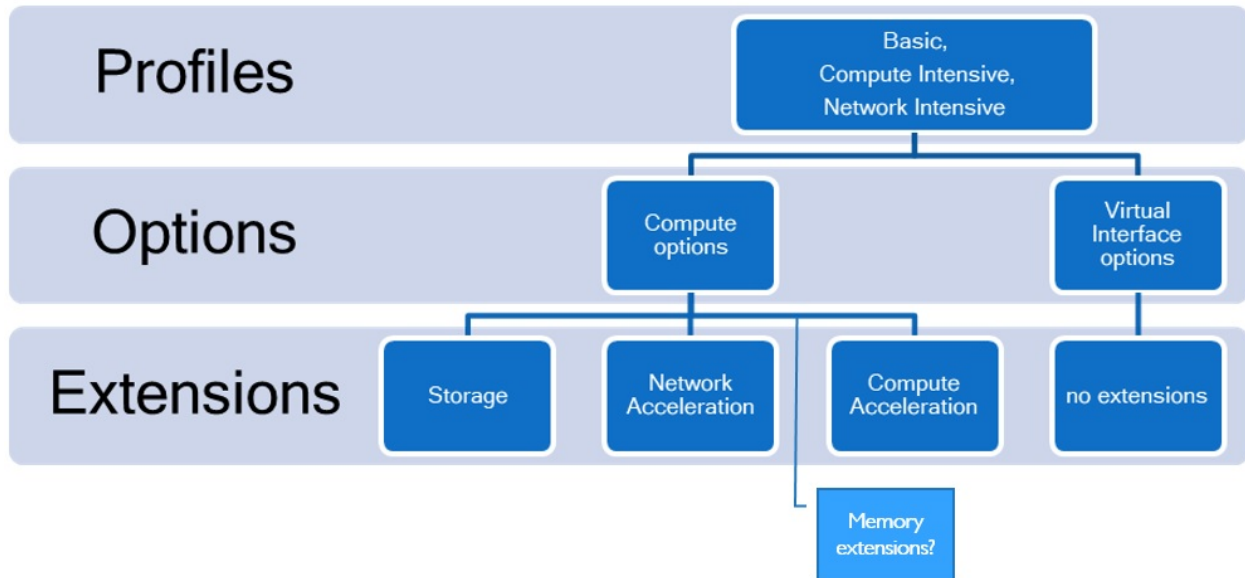 Profiles
Basic,
Compute Intensive,
Network Intensive
Options
Compute
options
Virtual
Interface
options
Extensions
Storage
Network
Acceleration
Compute
Acceleration
no extensions
Memory
extensions?